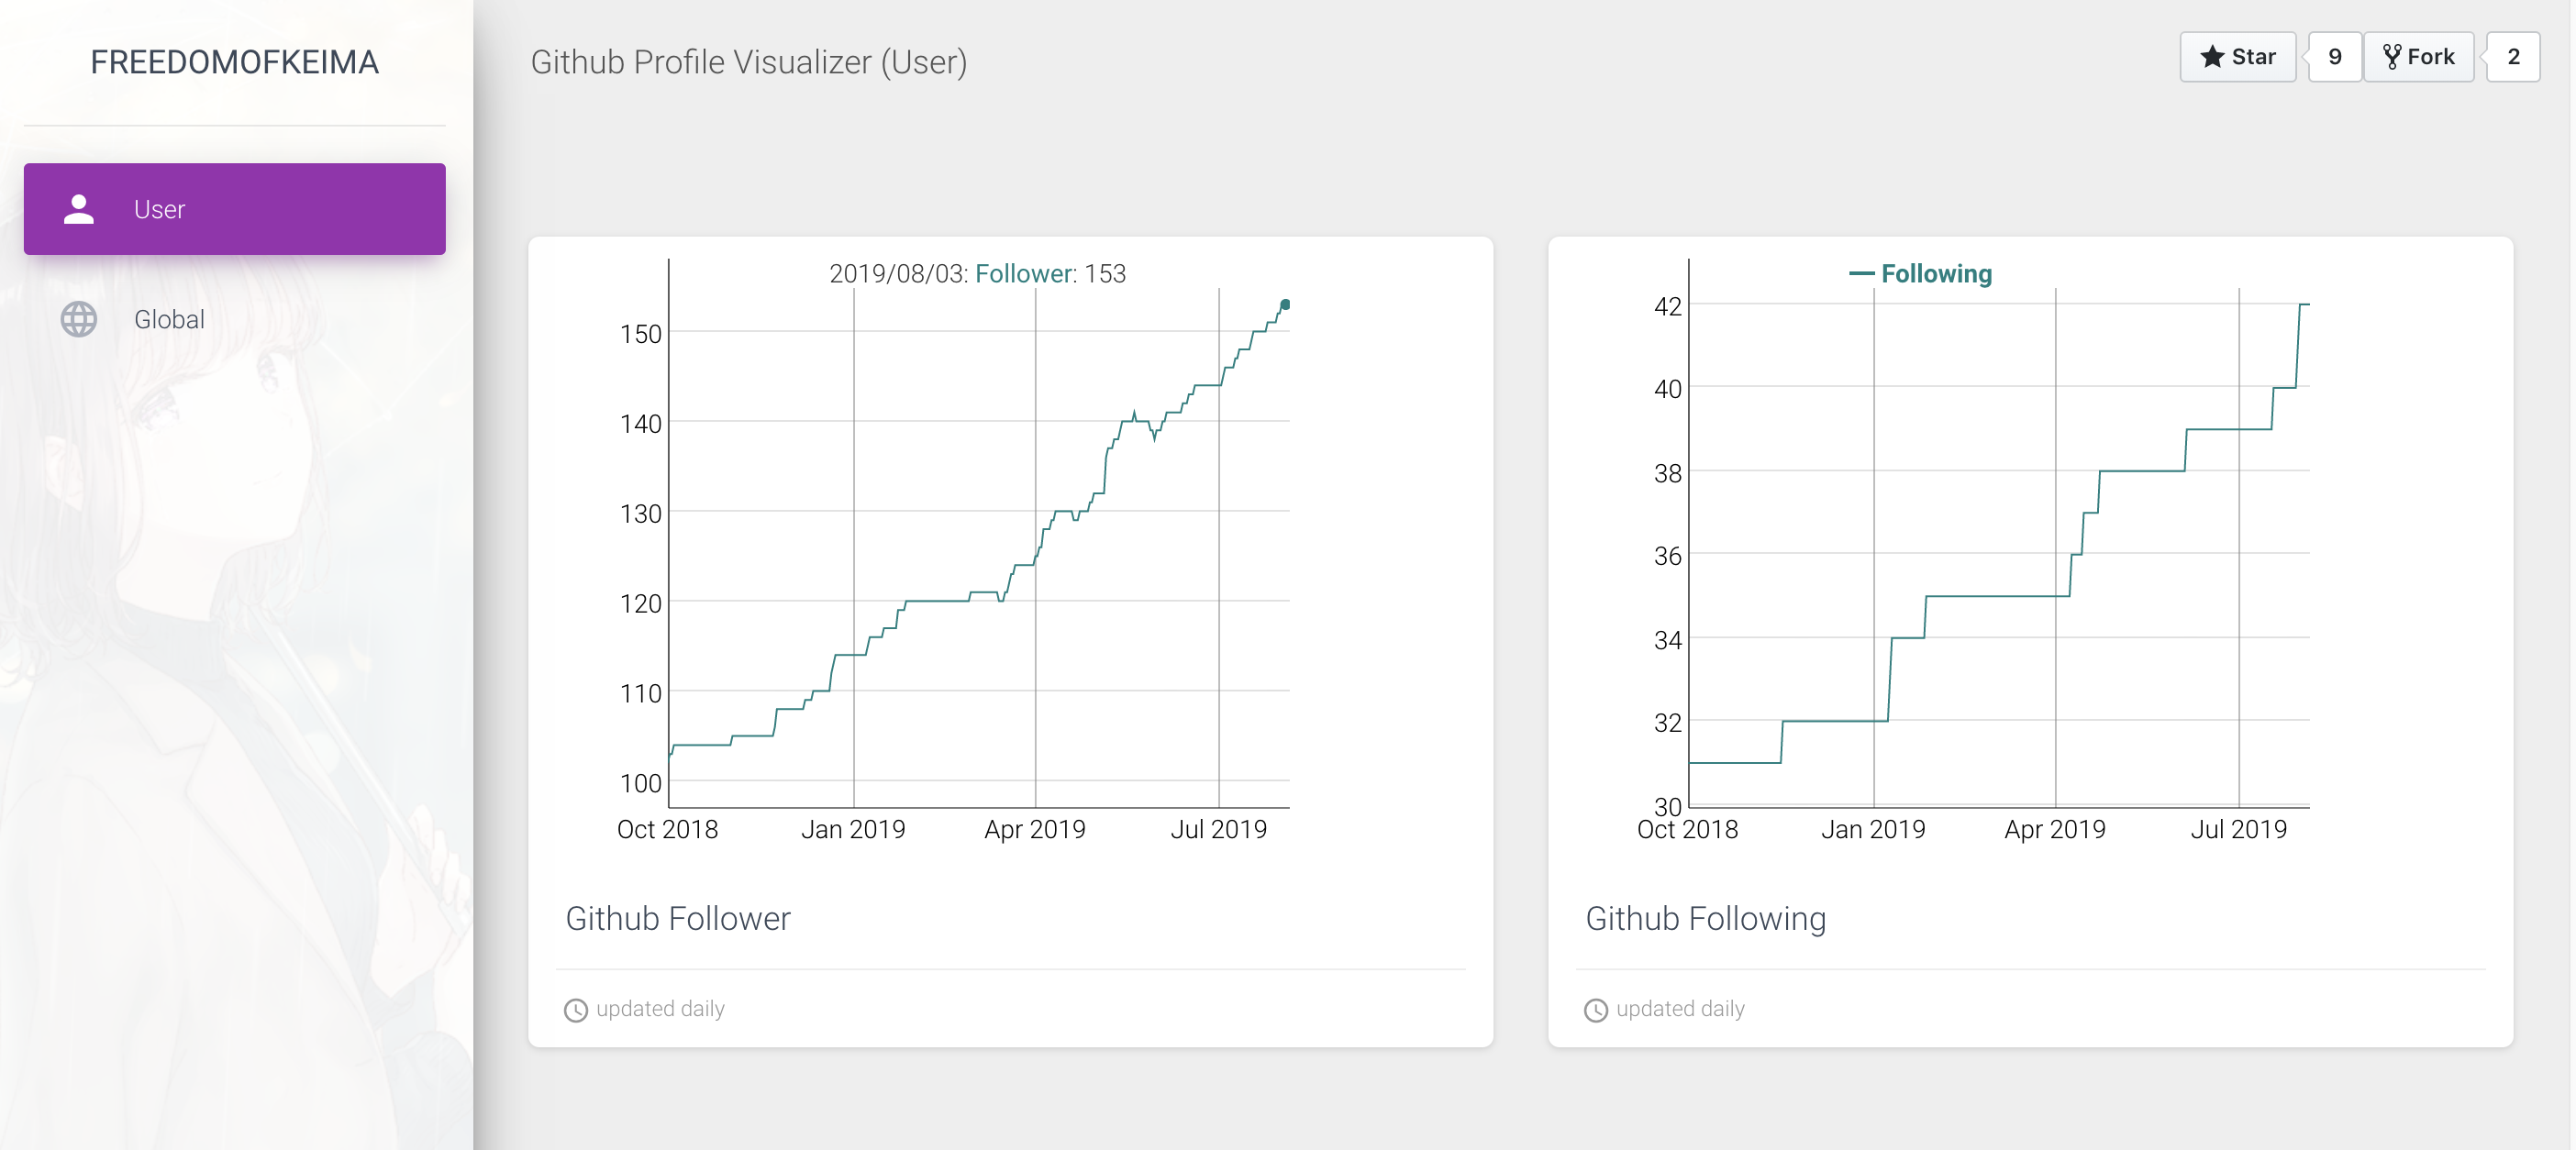 FREEDOMOFKEIMA
User
Global
Github Profile Visualizer (User)
Star 9 Fork 2
2019/08/03: Follower: 153
150
140
130
120
110
100
Oct 2018 Jan 2019 Apr 2019 Jul 2019
Github Follower
updated daily
Following
42
40
38
36
34
32
30
Oct 2018 Jan 2019 Apr 2019 Jul 2019
Github Following
updated daily